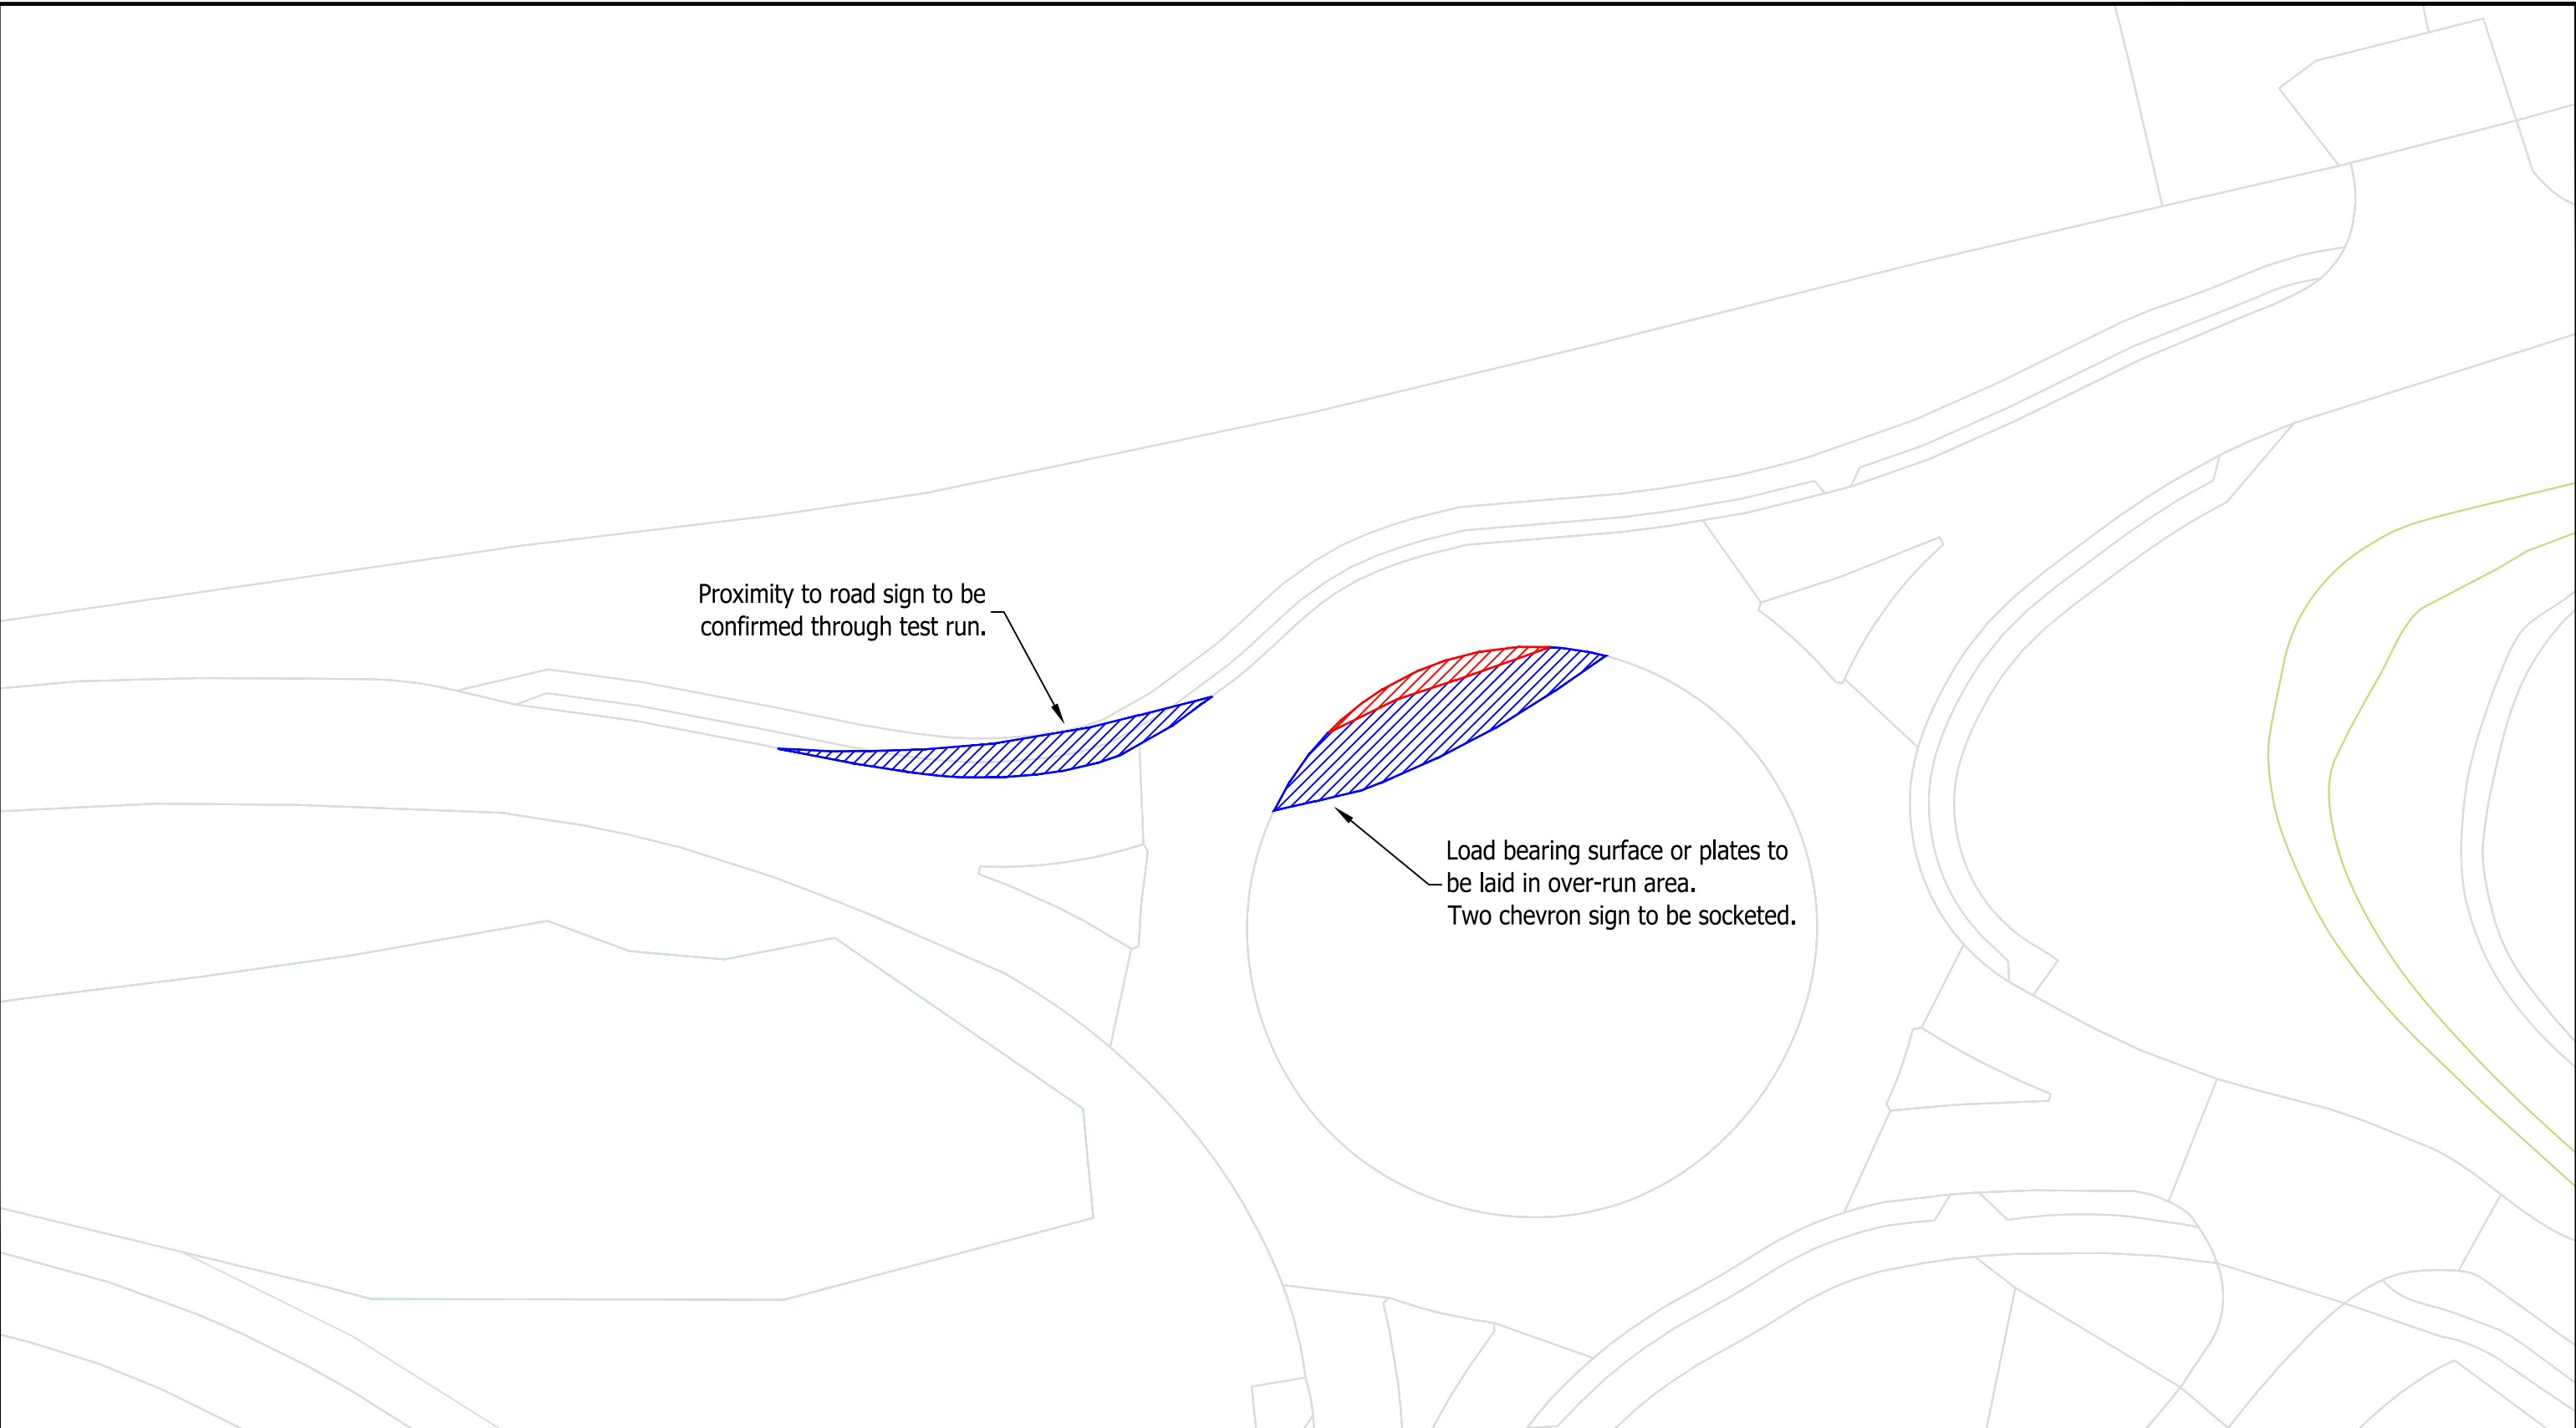 Proximity to road sign to be
confirmed through test run.
Load bearing surface or plates to
be laid in over-run area.
Two chevron sign to be socketed.